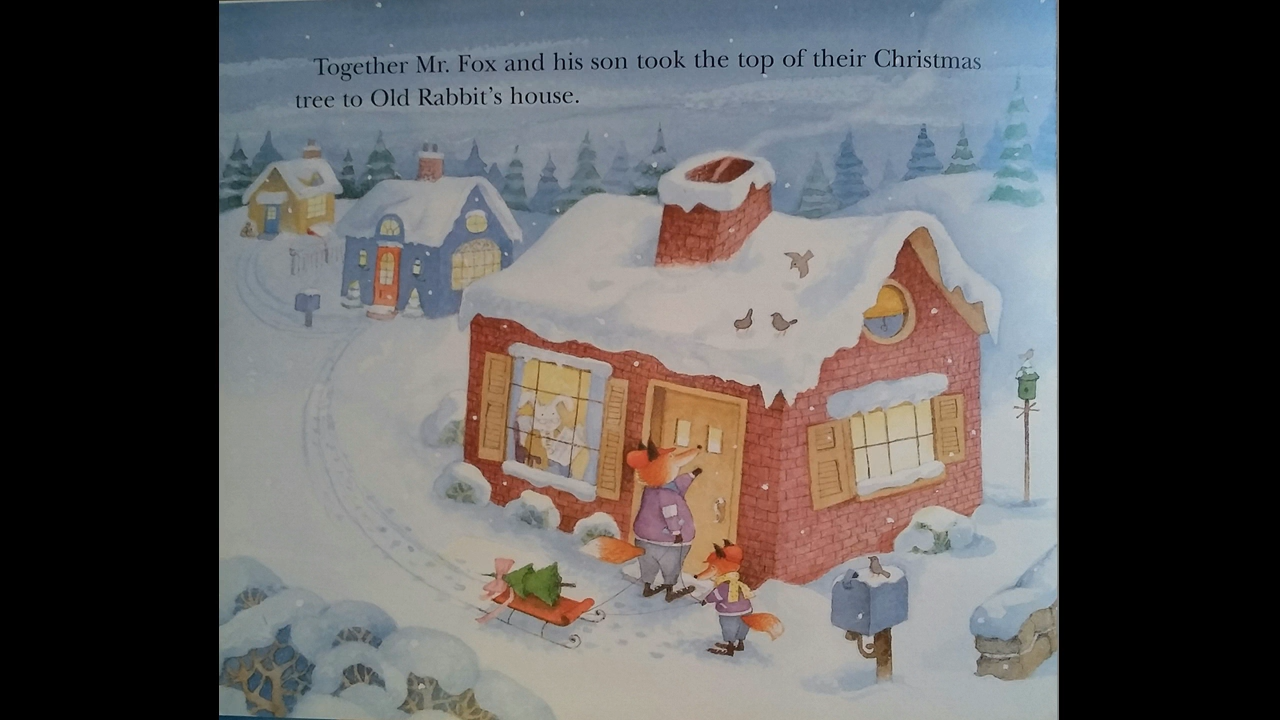 Together Mr. Fox and his son took the top of their Christmas
tree to Old Rabbit's house.